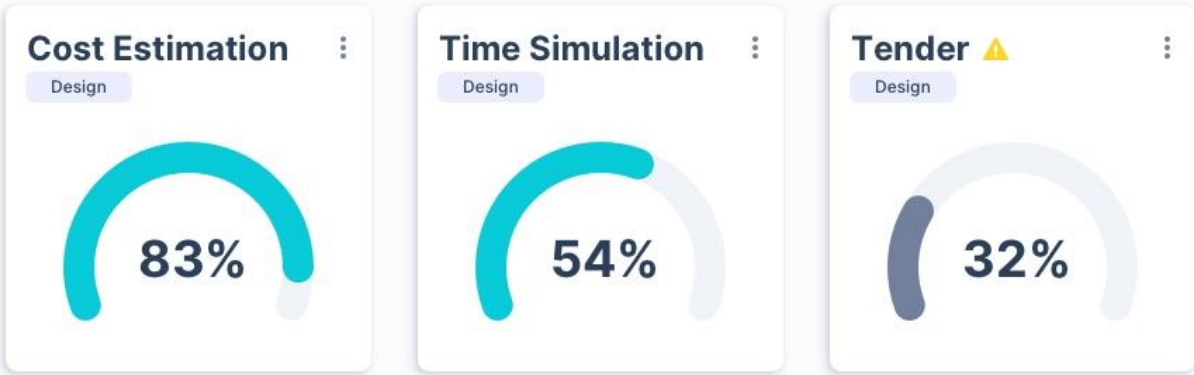 Cost Estimation
Design
83%
Time Simulation
Design
54%
Tender
Design
32%